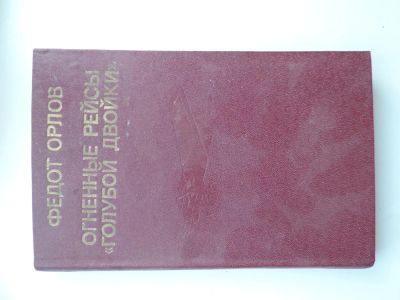 ФЕДОТ ОРЛОВ
ОГНЕННЫЕ РЕЙСЫ
«ГОЛУБОЙ ДВОЙКИ»